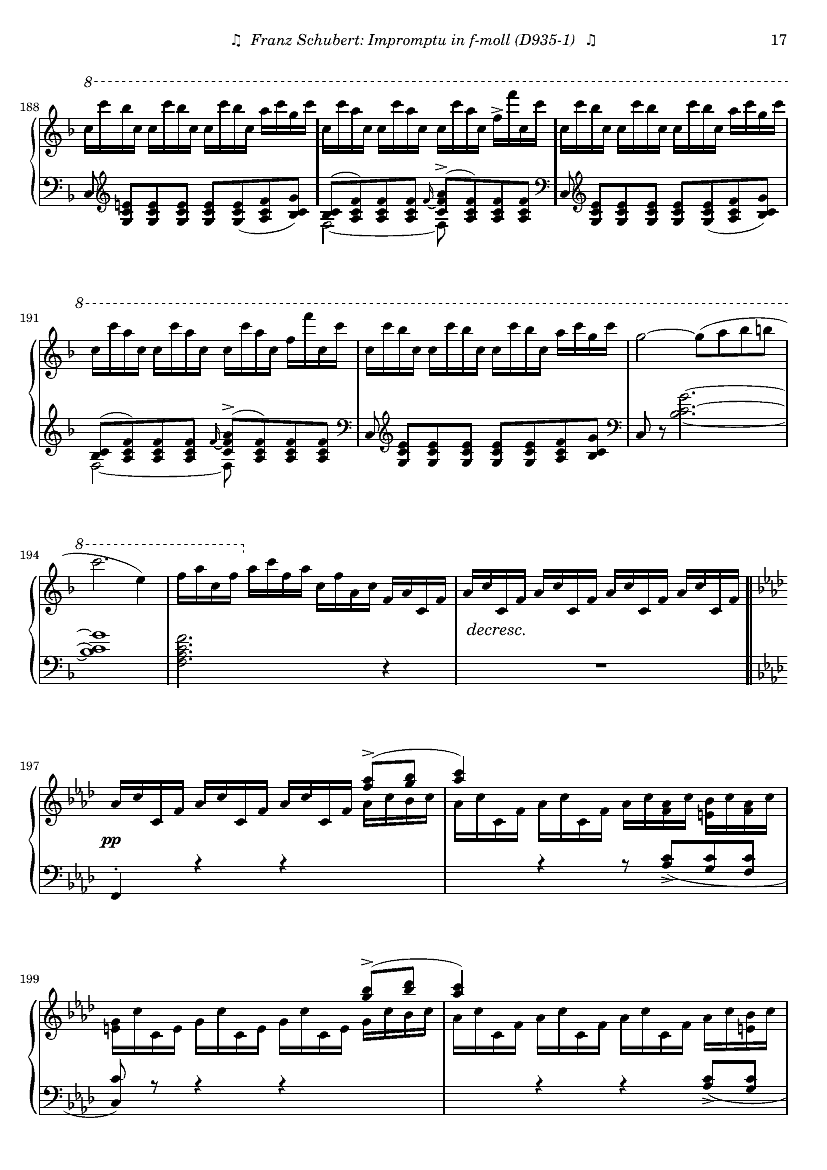 ♫ Franz Schubert: Impromptu in f-moll (D935-1) ♫ 17
8
188
8
191
8
194
decresc.
197
pp
199